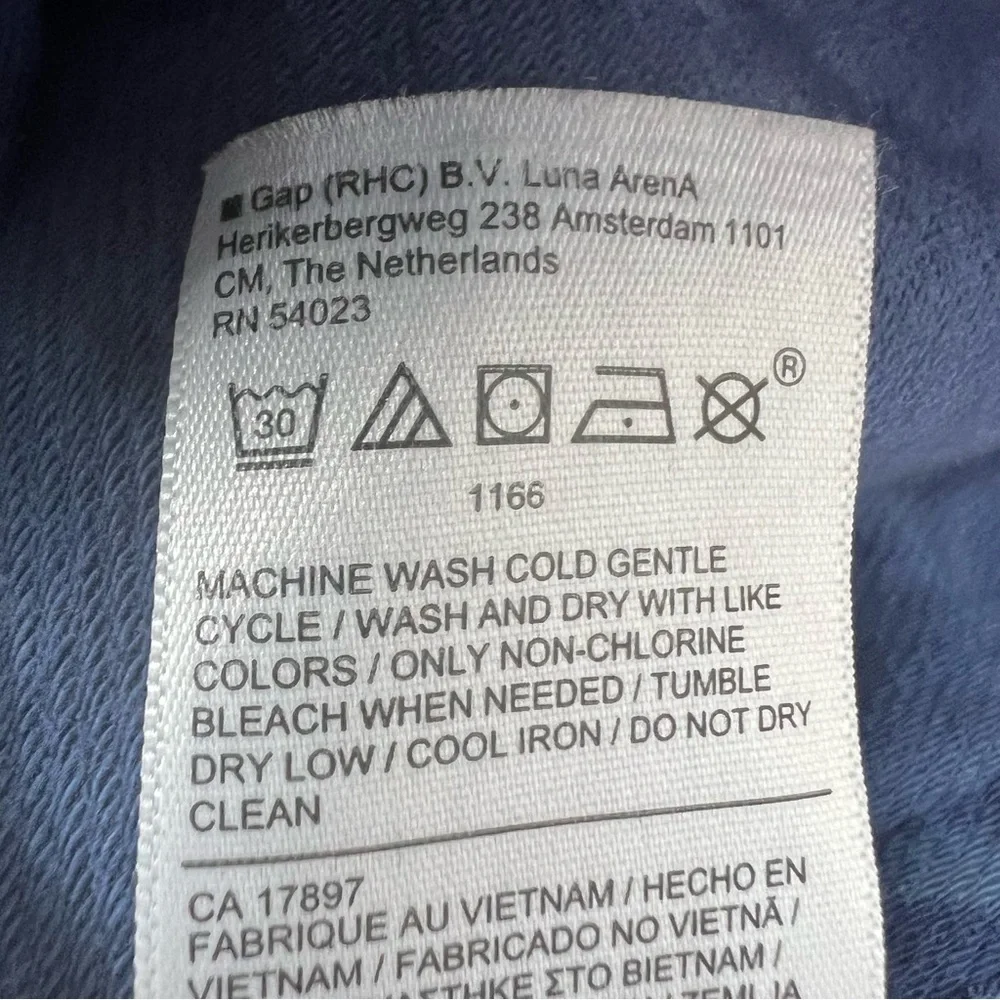 Gap (RHC) B.V. Luna ArenA
Herikerbergweg 238 Amsterdam 1101
CM, The Netherlands
RN 54023
30
®
1166
MACHINE WASH COLD GENTLE
CYCLE / WASH AND DRY WITH LIKE
COLORS / ONLY NON-CHLORINE
BLEACH WHEN NEEDED / TUMBLE
DRY LOW / COOL IRON / DO NOT DRY
CLEAN
CA 17897
FABRIQUE AU VIETNAM / HECHO EN
VIETNAM / FABRICADO NO VIETNÃ /
ΣΤΟ ΒΙΕΤΝΑΜ /